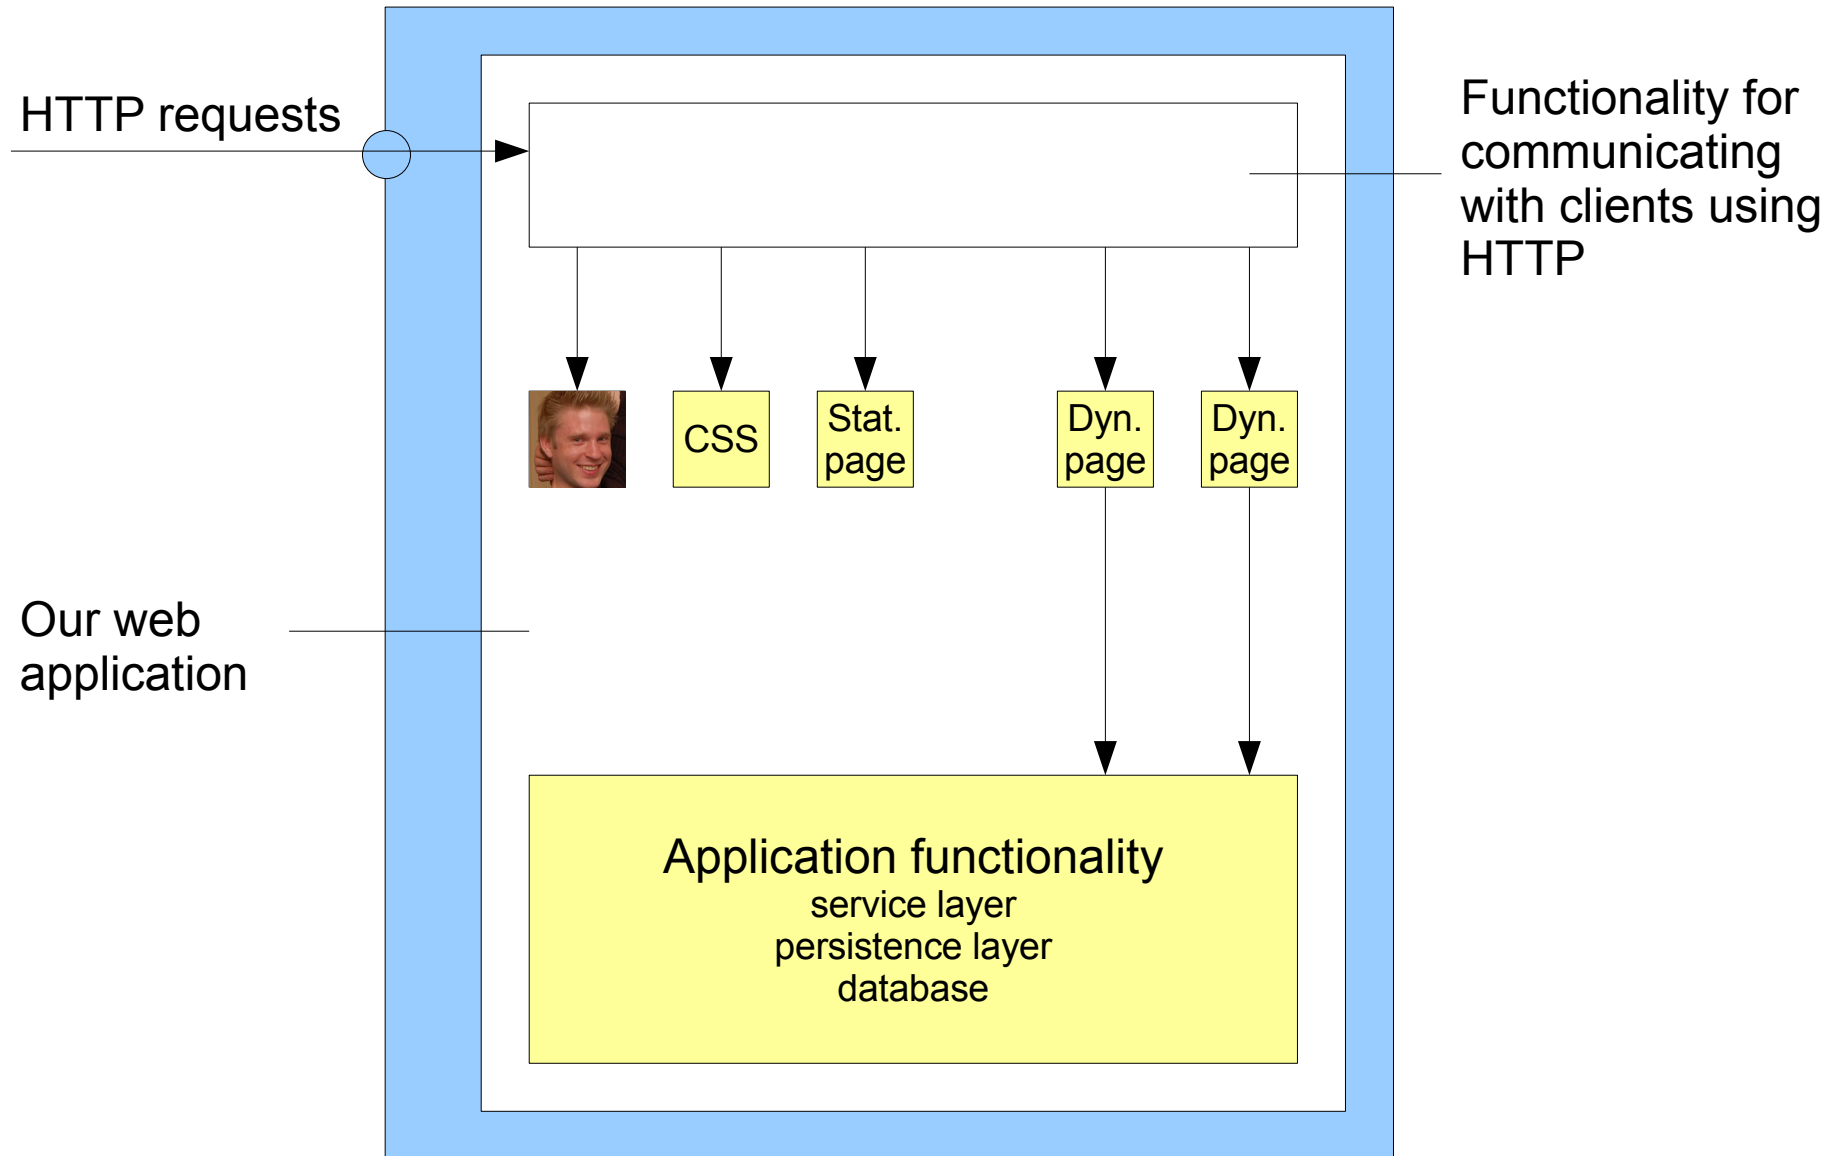 HTTP requests
Functionality for
communicating
with clients using
HTTP
CSS
Stat.
page
Dyn.
page
Dyn.
page
Our web
application
Application functionality
service layer
persistence layer
database